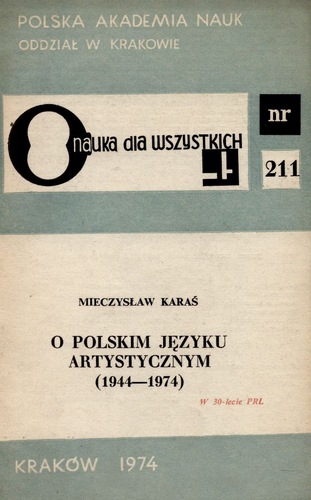 POLSKA AKADEMIA NAUK
ODDZIAŁ W KRAKOWIE
nauka dla wszystkich
nr
211
MIECZYSŁAW KARAŚ
O POLSKIM JĘZYKU
ARTYSTYCZNYM
(1944—1974)
W 30-lecie PRL
KRAKÓW 1974